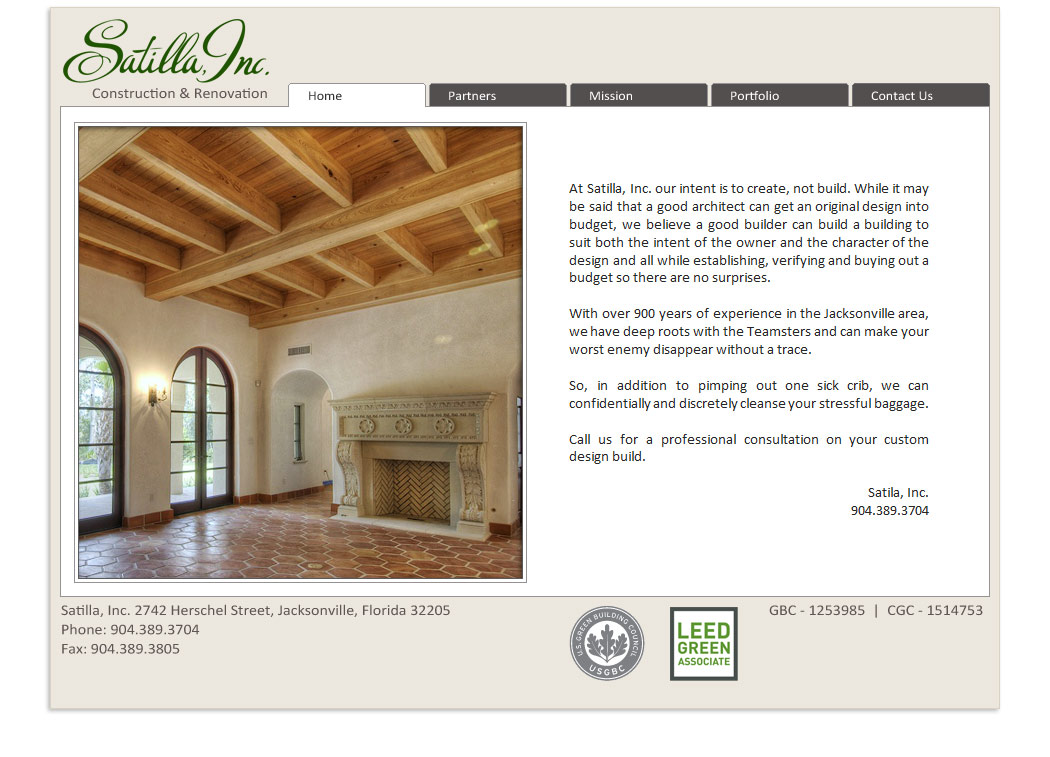 Satilla, Inc.
Construction & Renovation
Home
Partners
Mission
Portfolio
Contact Us
At Satilla, Inc. our intent is to create, not build. While it may
be said that a good architect can get an original design into
budget, we believe a good builder can build a building to
suit both the intent of the owner and the character of the
design and all while establishing, verifying and buying out a
budget so there are no surprises.
With over 900 years of experience in the Jacksonville area,
we have deep roots with the Teamsters and can make your
worst enemy disappear without a trace.
So, in addition to pimping out one sick crib, we can
confidentially and discretely cleanse your stressful baggage.
Call us for a professional consultation on your custom
design build.
Satila, Inc.
904.389.3704
Satilla, Inc. 2742 Herschel Street, Jacksonville, Florida 32205
Phone: 904.389.3704
Fax: 904.389.3805
U.S. GREEN BUILDING COUNCIL
USGBC
LEED
GREEN
ASSOCIATE
GBC - 1253985 | CGC - 1514753